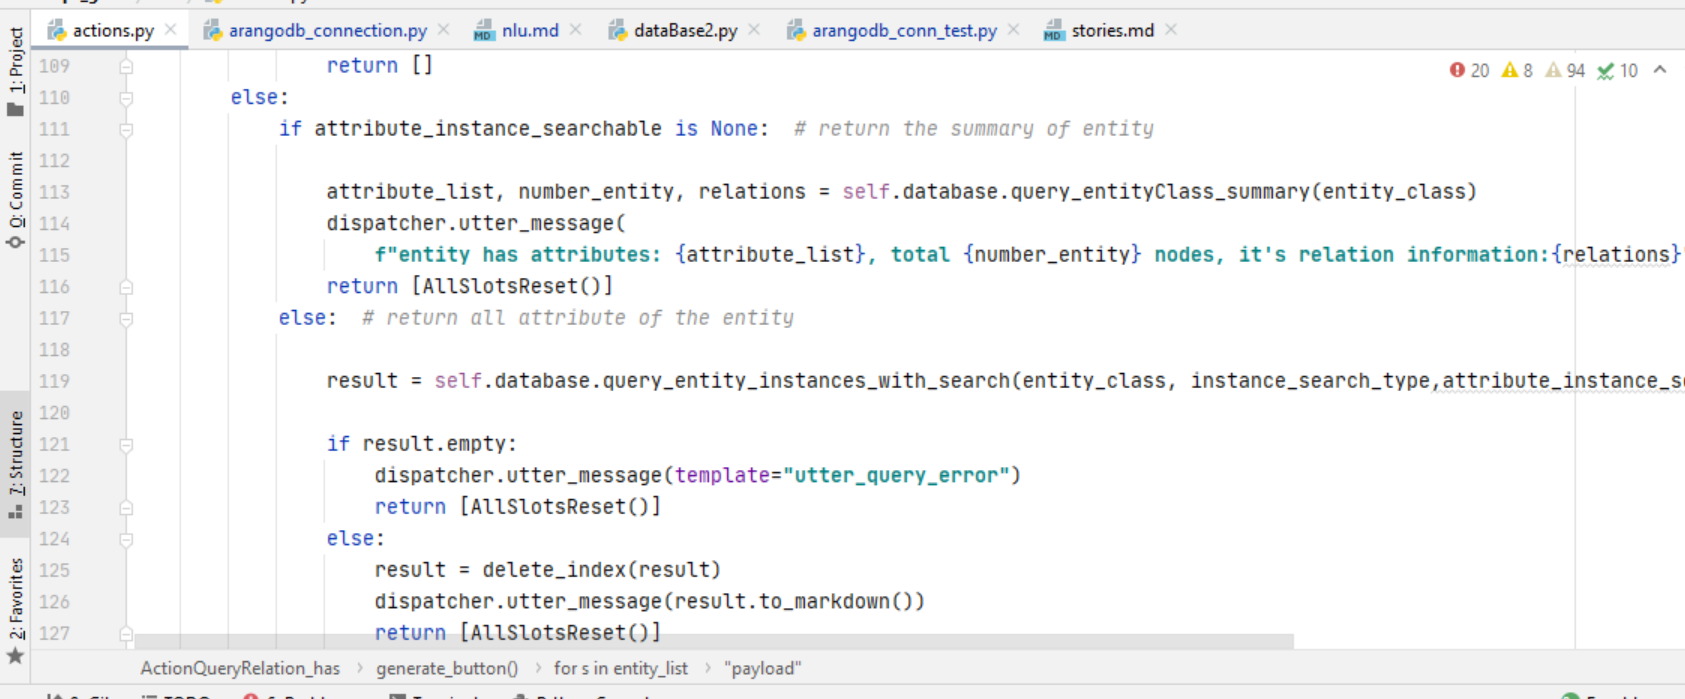 actions.py arangodb_connection.py nlu.md dataBase2.py arangodb_conn_test.py stories.md
1: Project
0: Commit
7: Structure
2: Favorites
20 8 94 10
109 return []
110 else:
111 if attribute_instance_searchable is None: # return the summary of entity
112
113 attribute_list, number_entity, relations = self.database.query_entityClass_summary(entity_class)
114 dispatcher.utter_message(
115 f"entity has attributes: {attribute_list}, total {number_entity} nodes, it's relation information:{relations}"
116 return [AllSlotsReset()]
117 else: # return all attribute of the entity
118
119 result = self.database.query_entity_instances_with_search(entity_class, instance_search_type,attribute_instance_s
120
121 if result.empty:
122 dispatcher.utter_message(template="utter_query_error")
123 return [AllSlotsReset()]
124 else:
125 result = delete_index(result)
126 dispatcher.utter_message(result.to_markdown())
127 return [AllSlotsReset()]
ActionQueryRelation_has > generate_button() > for s in entity_list > "payload"